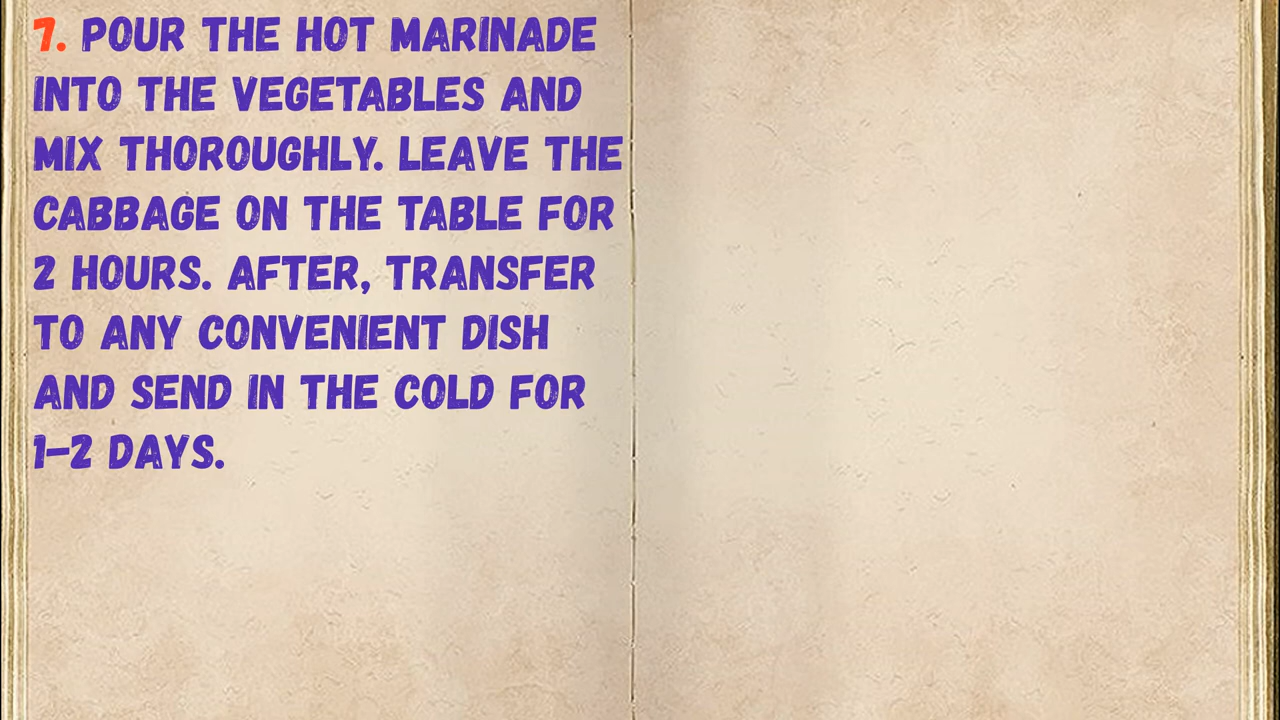 7. POUR THE HOT MARINADE
INTO THE VEGETABLES AND
MIX THOROUGHLY. LEAVE THE
CABBAGE ON THE TABLE FOR
2 HOURS. AFTER, TRANSFER
TO ANY CONVENIENT DISH
AND SEND IN THE COLD FOR
1–2 DAYS.